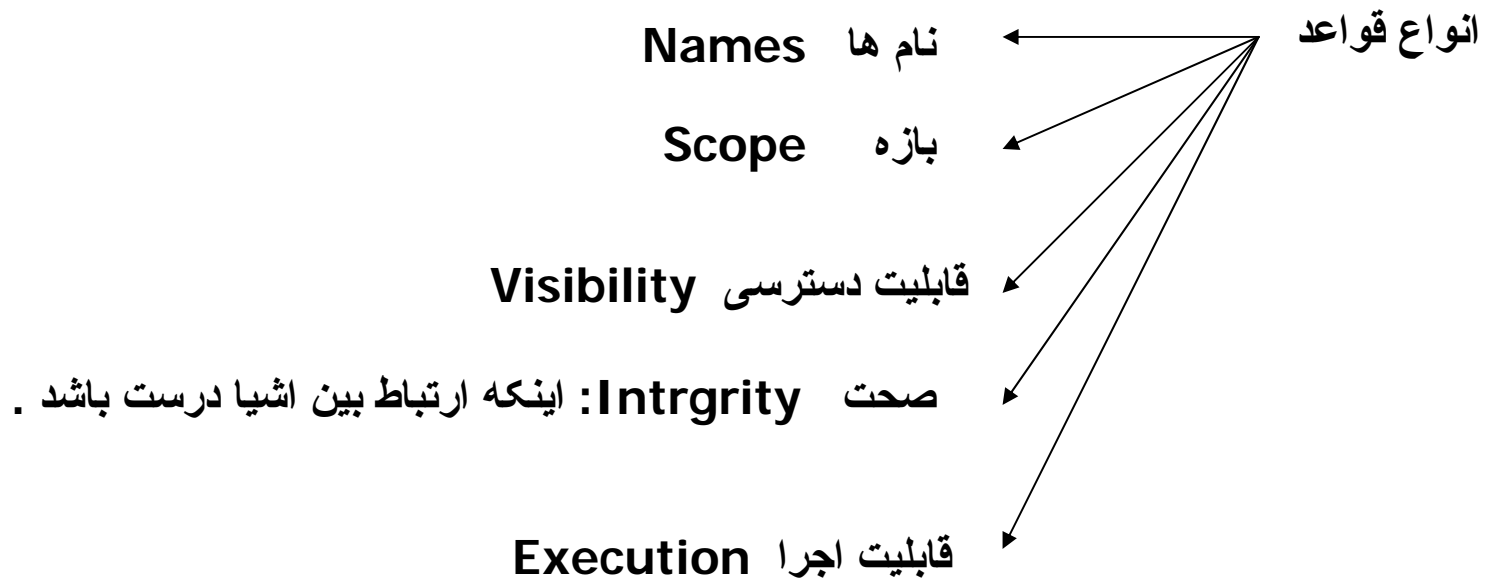 انواع قواعد
نام ها Names
بازه Scope
قابلیت دسترسی Visibility
صحت Intrgrity: اینکه ارتباط بین اشیا درست باشد .
قابلیت اجرا Execution